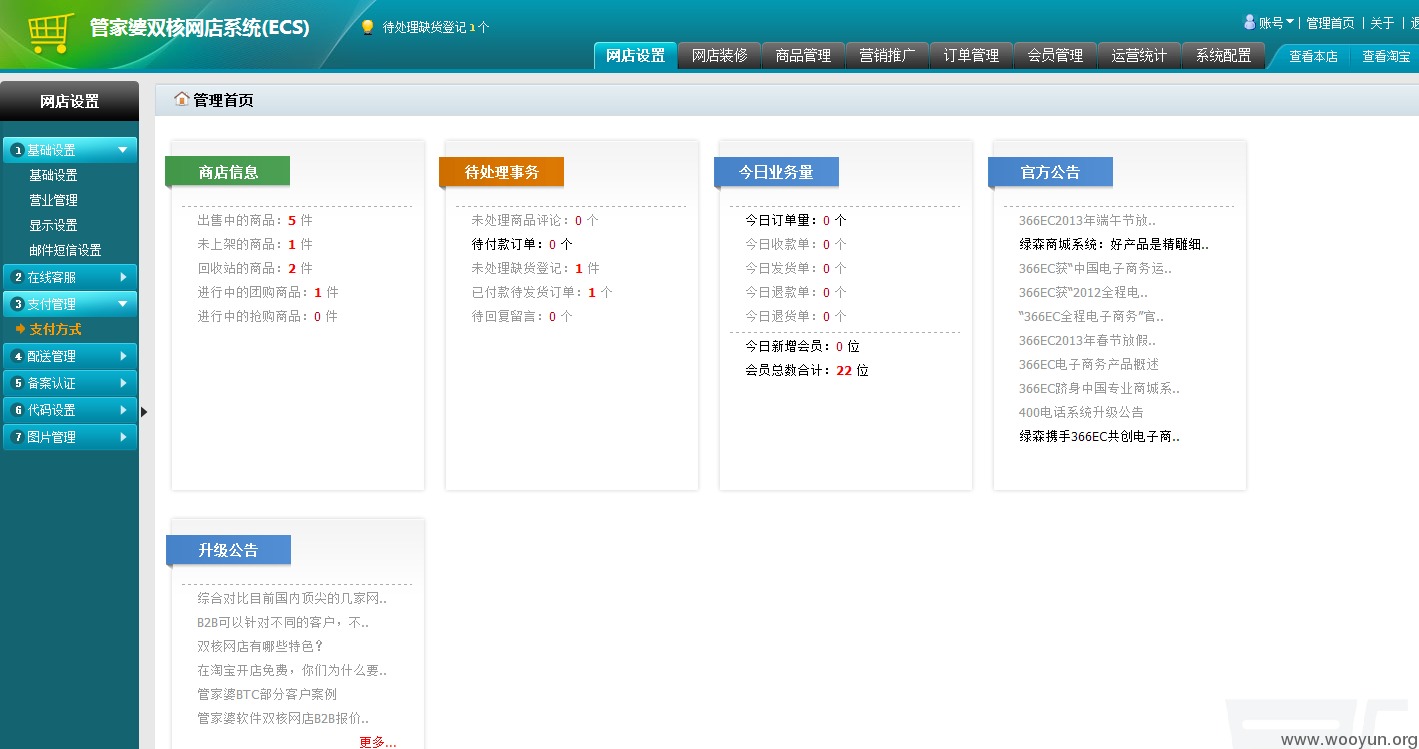 管家婆双核网店系统(ECS)
待处理缺货登记 1 个
账号 | 管理首页 | 关于 |
网店设置 网店装修 商品管理 营销推广 订单管理 会员管理 运营统计 系统配置 查看本店 查看淘宝
网店设置
1 基础设置
基础设置
营业管理
显示设置
邮件短信设置
2 在线客服
3 支付管理
支付方式
4 配送管理
5 备案认证
6 代码设置
7 图片管理
管理首页
商店信息
出售中的商品：5 件
未上架的商品：1 件
回收站的商品：2 件
进行中的团购商品：1 件
进行中的抢购商品：0 件
待处理事务
未处理商品评论：0 个
待付款订单：0 个
未处理缺货登记：1 件
已付款待发货订单：1 个
待回复留言：0 个
今日业务量
今日订单量：0 个
今日收款单：0 个
今日发货单：0 个
今日退款单：0 个
今日退货单：0 个
今日新增会员：0 位
会员总数合计：22 位
官方公告
366EC2013年端午节放..
绿森商城系统：好产品是精雕细..
366EC获“中国电子商务运..
366EC获“2012全程电..
“366EC全程电子商务”官..
366EC2013年春节放假..
366EC电子商务产品概述
366EC跻身中国专业商城系..
400电话系统升级公告
绿森携手366EC共创电子商..
升级公告
综合对比目前国内顶尖的几家网..
B2B可以针对不同的客户，不..
双核网店有哪些特色？
在淘宝开店免费，你们为什么要..
管家婆BTC部分客户案例
管家婆软件双核网店B2B报价..
更多...
www.wooyun.org